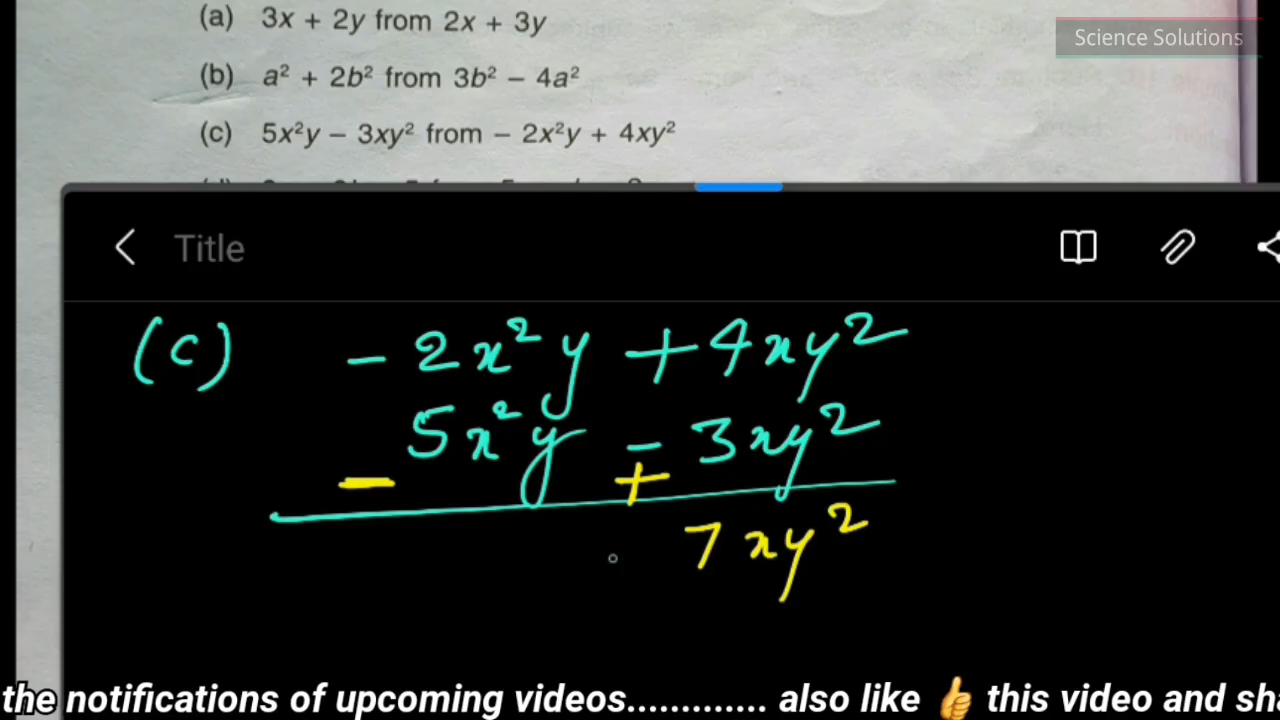 (a) 3x + 2y from 2x + 3y
Science Solutions
(b) a² + 2b² from 3b² – 4a²
(c) 5x²y – 3xy² from – 2x²y + 4xy²
Title
(c) - 2x²y + 4xy²
5x²y - 3xy²
- +
7xy²
the notifications of upcoming videos............. also like 👍 this video and sh